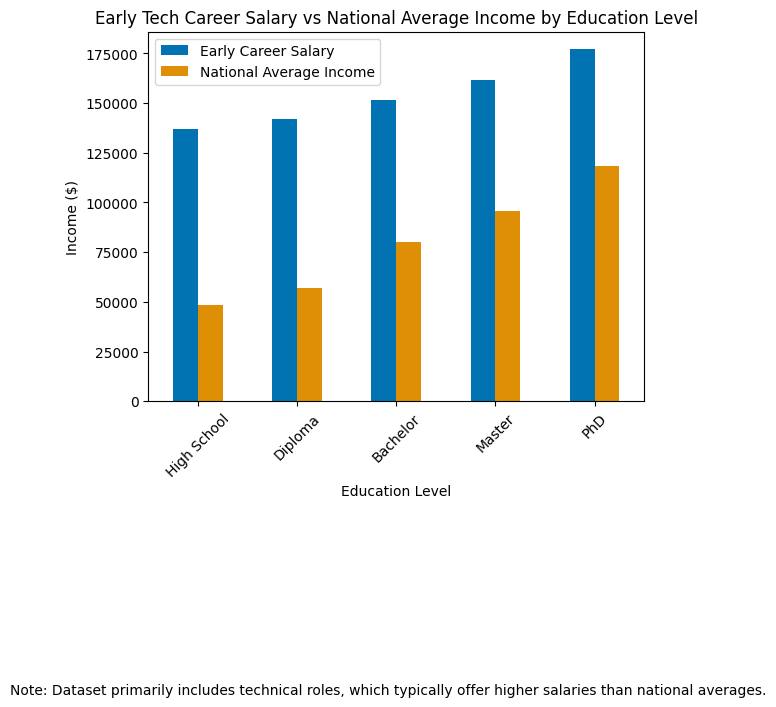 Early Tech Career Salary vs National Average Income by Education Level
Early Career Salary
National Average Income
Income ($)
175000
150000
125000
100000
75000
50000
25000
0
High School
Diploma
Bachelor
Master
PhD
Education Level
Note: Dataset primarily includes technical roles, which typically offer higher salaries than national averages.